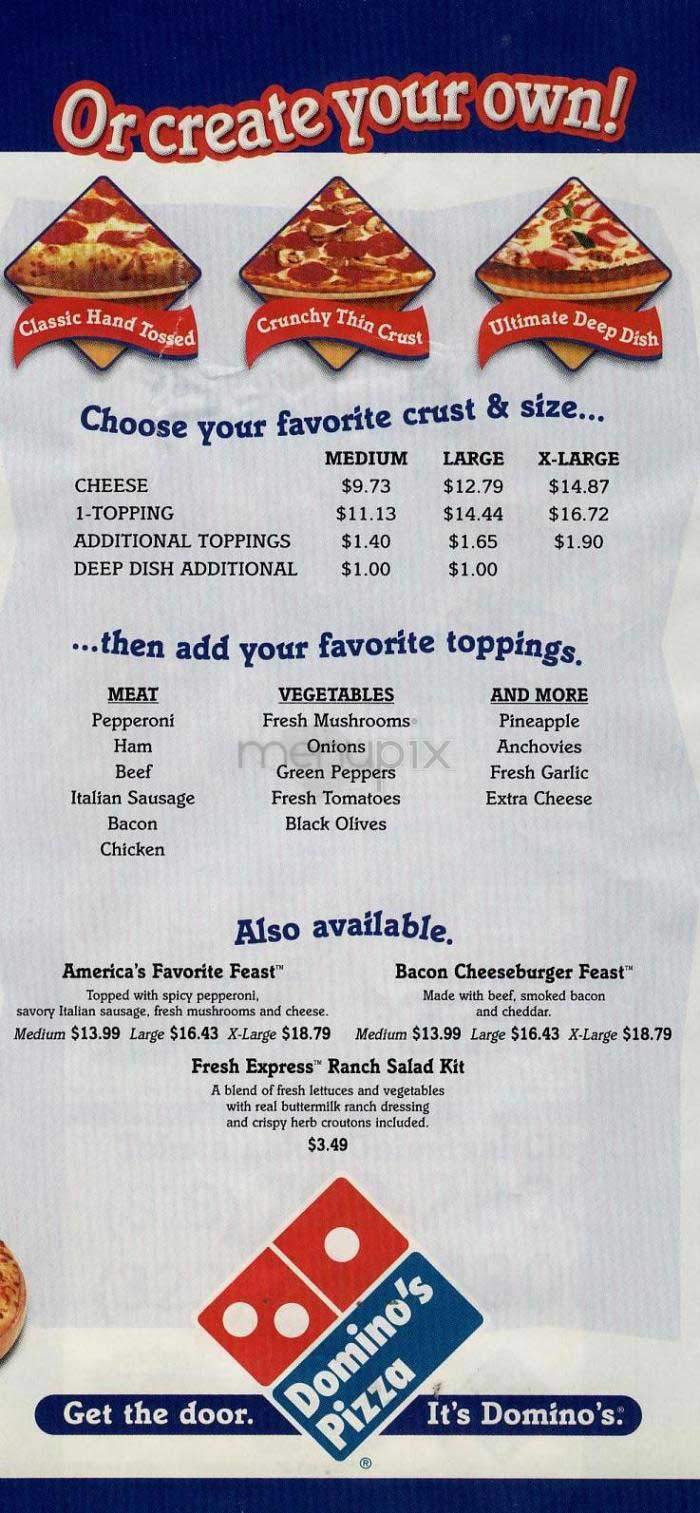 Or create your own!
Classic Hand Tossed
Crunchy Thin Crust
Ultimate Deep Dish
Choose your favorite crust & size...
MEDIUM LARGE X-LARGE
CHEESE $9.73 $12.79 $14.87
1-TOPPING $11.13 $14.44 $16.72
ADDITIONAL TOPPINGS $1.40 $1.65 $1.90
DEEP DISH ADDITIONAL $1.00 $1.00
...then add your favorite toppings.
MEAT VEGETABLES AND MORE
Pepperoni Fresh Mushrooms Pineapple
Ham Onions Anchovies
Beef Green Peppers Fresh Garlic
Italian Sausage Fresh Tomatoes Extra Cheese
Bacon Black Olives
Chicken
menupix
Also available.
America's Favorite Feast™
Topped with spicy pepperoni,
savory Italian sausage, fresh mushrooms and cheese.
Medium $13.99 Large $16.43 X-Large $18.79
Bacon Cheeseburger Feast™
Made with beef, smoked bacon
and cheddar.
Medium $13.99 Large $16.43 X-Large $18.79
Fresh Express™ Ranch Salad Kit
A blend of fresh lettuces and vegetables
with real buttermilk ranch dressing
and crispy herb croutons included.
$3.49
Domino's
Pizza
®
Get the door. It's Domino's.®